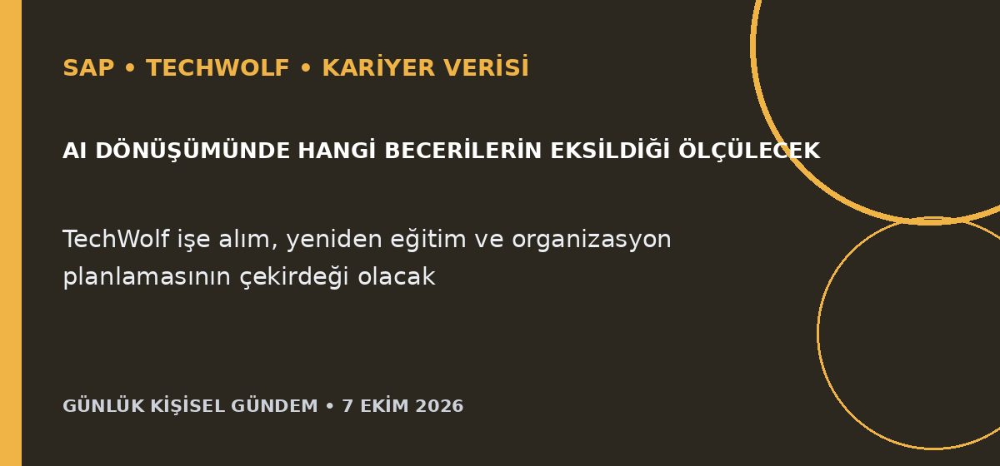 SAP • TECHWOLF • KARİYER VERİSİ
AI DÖNÜŞÜMÜNDE HANGİ BECERİLERİN EKSİLDİĞİ ÖLÇÜLECEK
TechWolf işe alım, yeniden eğitim ve organizasyon
planlamasının çekirdeği olacak
GÜNLÜK KİŞİSEL GÜNDEM • 7 EKİM 2026